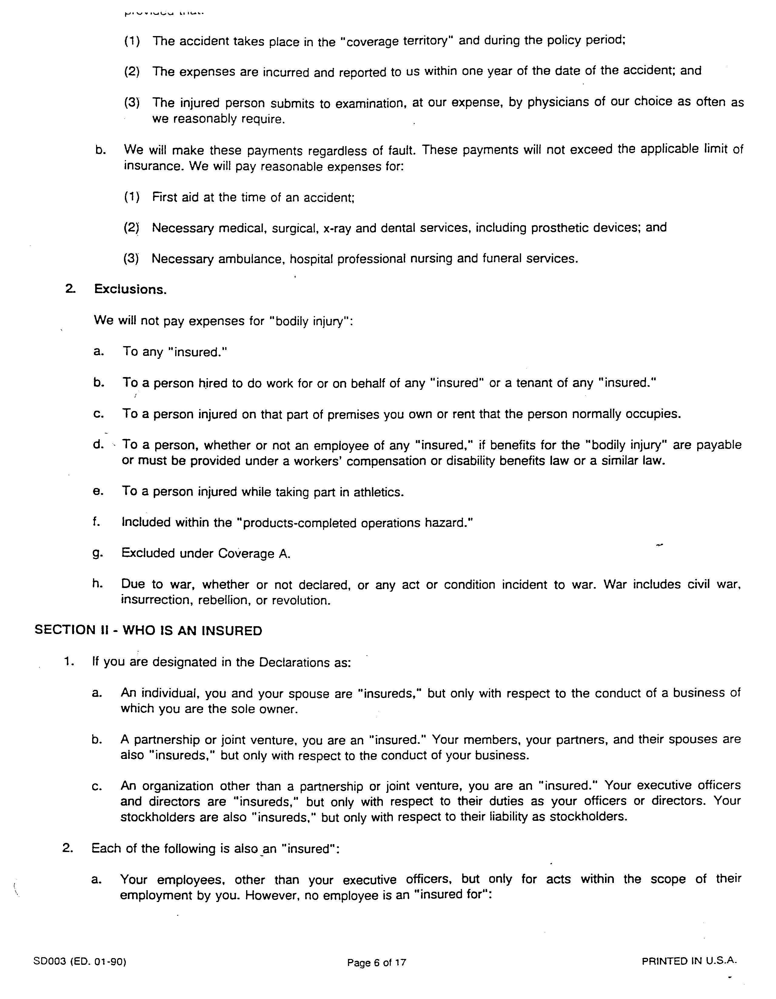 provided that:
(1) The accident takes place in the "coverage territory" and during the policy period;
(2) The expenses are incurred and reported to us within one year of the date of the accident; and
(3) The injured person submits to examination, at our expense, by physicians of our choice as often as
we reasonably require.
b. We will make these payments regardless of fault. These payments will not exceed the applicable limit of
insurance. We will pay reasonable expenses for:
(1) First aid at the time of an accident;
(2) Necessary medical, surgical, x-ray and dental services, including prosthetic devices; and
(3) Necessary ambulance, hospital professional nursing and funeral services.
2. Exclusions.
We will not pay expenses for "bodily injury":
a. To any "insured."
b. To a person hired to do work for or on behalf of any "insured" or a tenant of any "insured."
c. To a person injured on that part of premises you own or rent that the person normally occupies.
d. To a person, whether or not an employee of any "insured," if benefits for the "bodily injury" are payable
or must be provided under a workers' compensation or disability benefits law or a similar law.
e. To a person injured while taking part in athletics.
f. Included within the "products-completed operations hazard."
g. Excluded under Coverage A.
h. Due to war, whether or not declared, or any act or condition incident to war. War includes civil war,
insurrection, rebellion, or revolution.
SECTION II - WHO IS AN INSURED
1. If you are designated in the Declarations as:
a. An individual, you and your spouse are "insureds," but only with respect to the conduct of a business of
which you are the sole owner.
b. A partnership or joint venture, you are an "insured." Your members, your partners, and their spouses are
also "insureds," but only with respect to the conduct of your business.
c. An organization other than a partnership or joint venture, you are an "insured." Your executive officers
and directors are "insureds," but only with respect to their duties as your officers or directors. Your
stockholders are also "insureds," but only with respect to their liability as stockholders.
2. Each of the following is also an "insured":
a. Your employees, other than your executive officers, but only for acts within the scope of their
employment by you. However, no employee is an "insured for":
SD003 (ED. 01-90)
Page 6 of 17
PRINTED IN U.S.A.